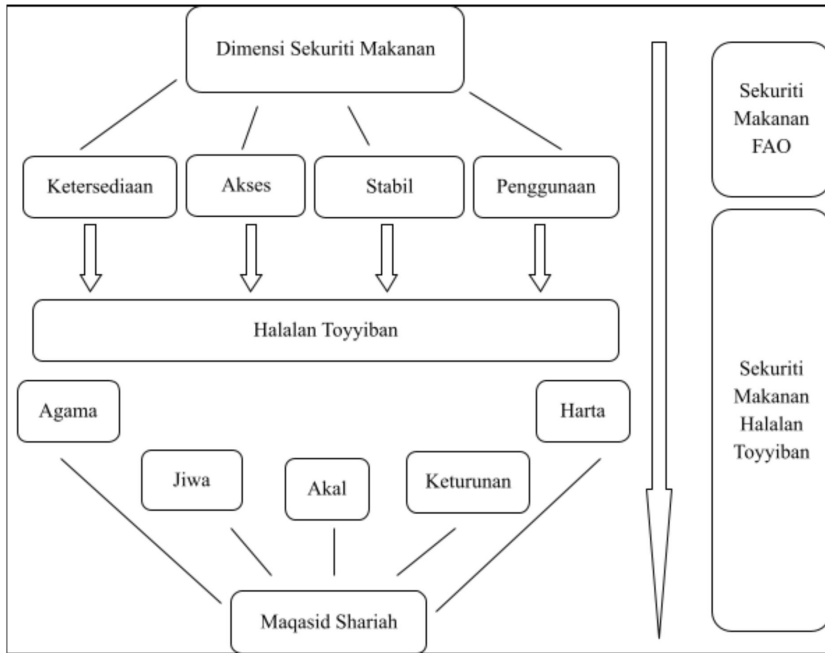 Dimensi Sekuriti Makanan
Ketersediaan
Akses
Stabil
Penggunaan
Halalan Toyyiban
Agama
Jiwa
Akal
Keturunan
Harta
Maqasid Shariah
Sekuriti
Makanan
FAO
Sekuriti
Makanan
Halalan
Toyyiban